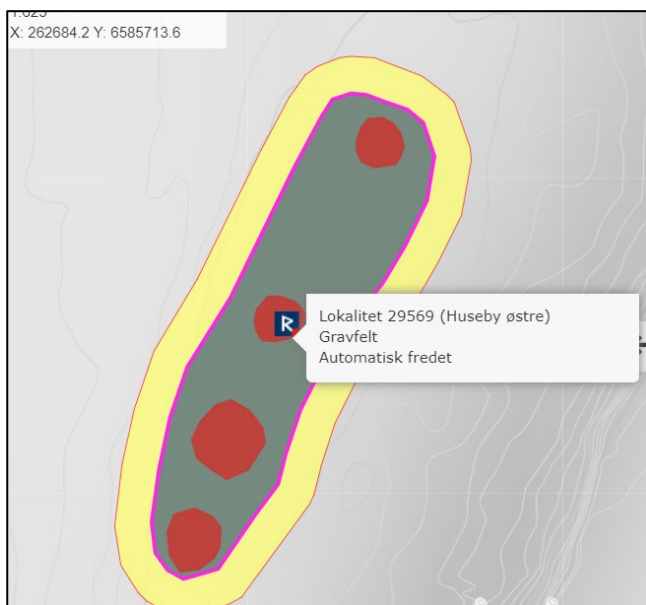 X: 262684.2 Y: 6585713.6
Lokalitet 29569 (Huseby østre)
Gravfelt
Automatisk fredet